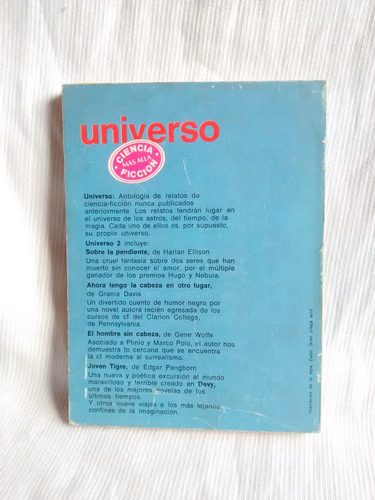 universo
CIENCIA
MAS ALLA
FICCION
Universo: Antología de relatos de
ciencia-ficción nunca publicados
anteriormente. Los relatos tendrán lugar en
el universo de los astros, del tiempo, de la
magia. Cada uno de ellos es, por supuesto,
su propio universo.
Universo 2 incluye:
Sobre la pendiente, de Harlan Ellison
Una cruel fantasía sobre dos seres que han
muerto sin conocer el amor, por el múltiple
ganador de los premios Hugo y Nebula.
Ahora tengo la cabeza en otro lugar,
de Grania Davis
Un divertido cuento de humor negro por
una novel autora recién egresada de los
cursos de cf del Clarion College,
de Pennsylvania.
El hombre sin cabeza, de Gene Wolfe
Asociado a Plinio y Marco Polo, el autor nos
demuestra lo cercana que se encuentra
la cf moderna al surrealismo.
Joven Tigre, de Edgar Pangborn
Una nueva y poética excursión al mundo
maravilloso y terrible creado en Davy,
una de las mejores novelas de los
últimos tiempos.
Y otros nueve viajes a los más lejanos
confines de la imaginación.